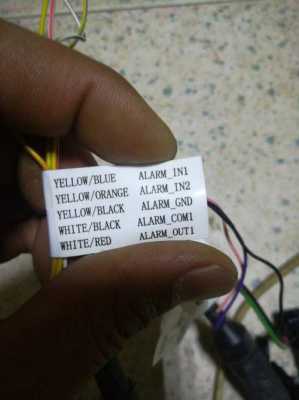 YELLOW/BLUE ALARM_IN1
YELLOW/ORANGE ALARM_IN2
YELLOW/BLACK ALARM_GND
WHITE/BLACK ALARM_COM1
WHITE/RED ALARM_OUT1